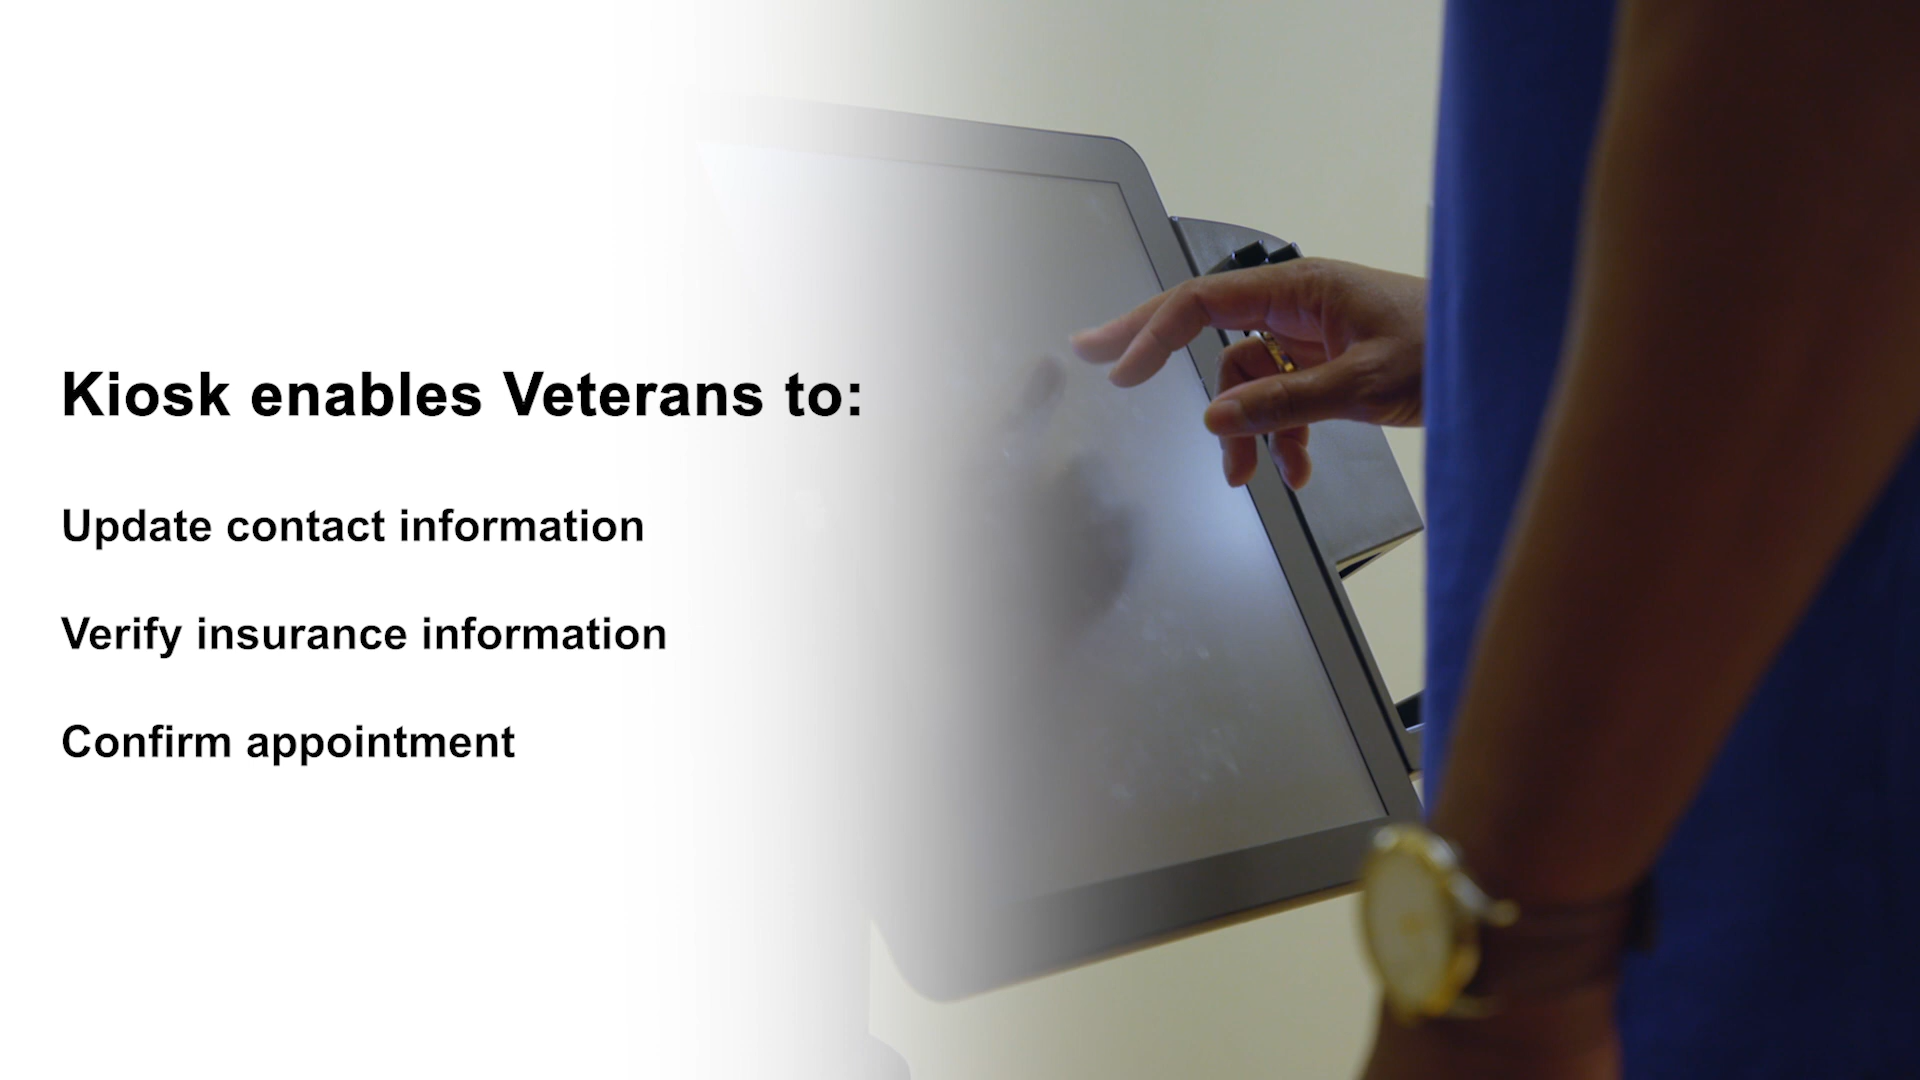 Kiosk enables Veterans to:
Update contact information
Verify insurance information
Confirm appointment